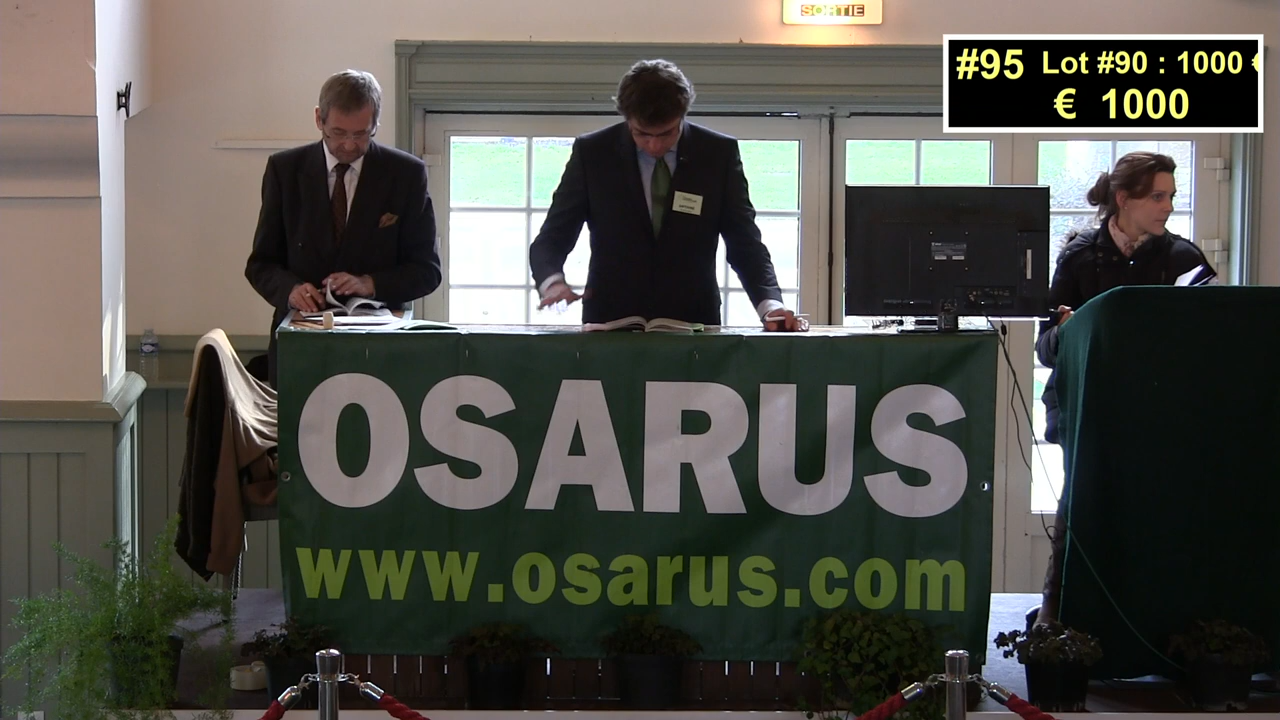 SORTIE
#95 Lot #90 : 1000 €
€ 1000
OSARUS
www.osarus.com